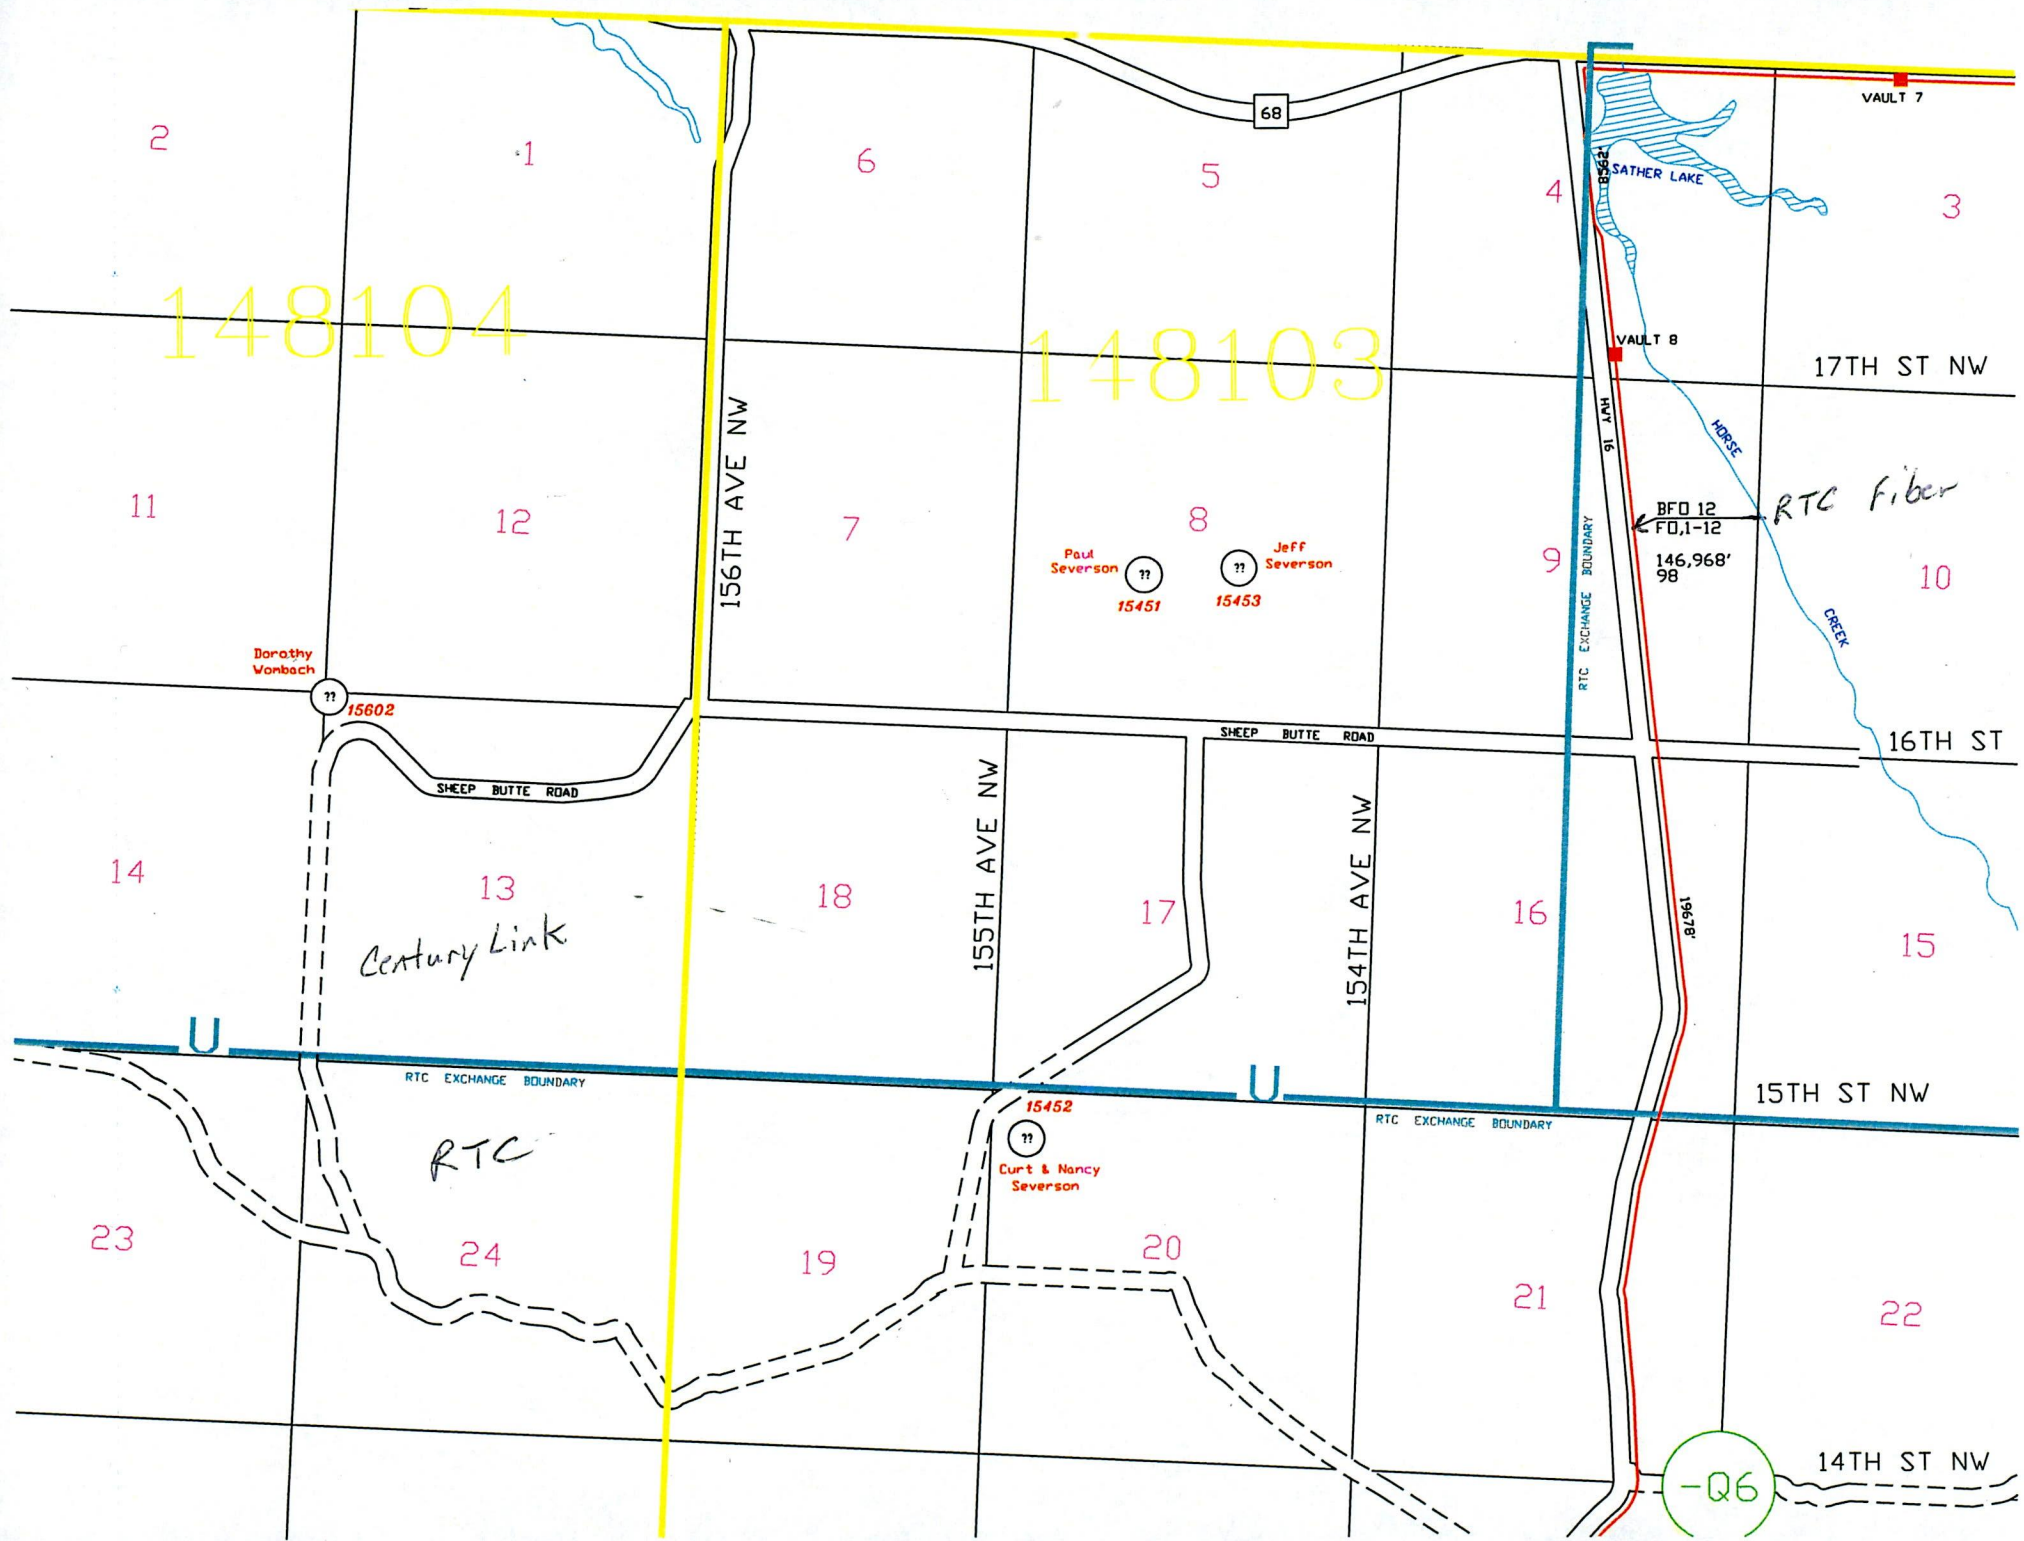 68
VAULT 7
2
1
6
5
4
3
8562'
SATHER LAKE
148104
148103
VAULT 8
17TH ST NW
HWY 16
HORSE
CREEK
156TH AVE NW
11
12
7
8
9
10
RTC EXCHANGE BOUNDARY
BFO 12
FO,1-12
146,968'
98
RTC Fiber
Paul
Severson
??
15451
Jeff
Severson
??
15453
Dorothy
Wombach
??
15602
SHEEP BUTTE ROAD
16TH ST
SHEEP BUTTE ROAD
155TH AVE NW
154TH AVE NW
14
13
18
17
16
15
19678'
Century Link
U
RTC EXCHANGE BOUNDARY
U
RTC EXCHANGE BOUNDARY
15TH ST NW
15452
??
Curt & Nancy
Severson
RTC
23
24
19
20
21
22
14TH ST NW
-Q6